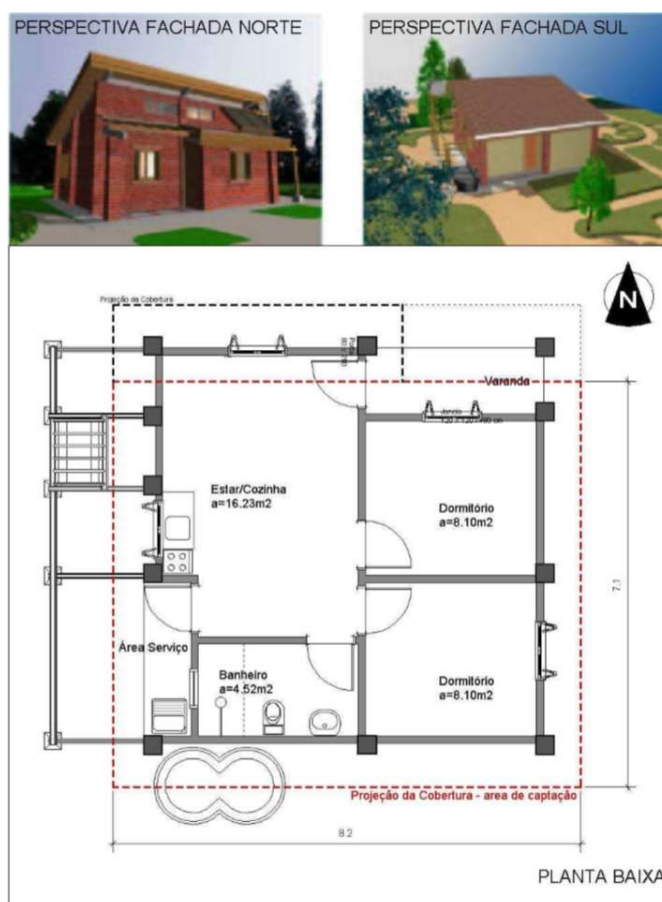 PERSPECTIVA FACHADA NORTE
PERSPECTIVA FACHADA SUL
Projeção da Cobertura
N
Varanda
Estar/Cozinha
a=16.23m2
Dormitório
a=8.10m2
7.1
Área Serviço
Banheiro
a=4.52m2
Dormitório
a=8.10m2
Projeção da Cobertura - area de captação
8.2
PLANTA BAIXA